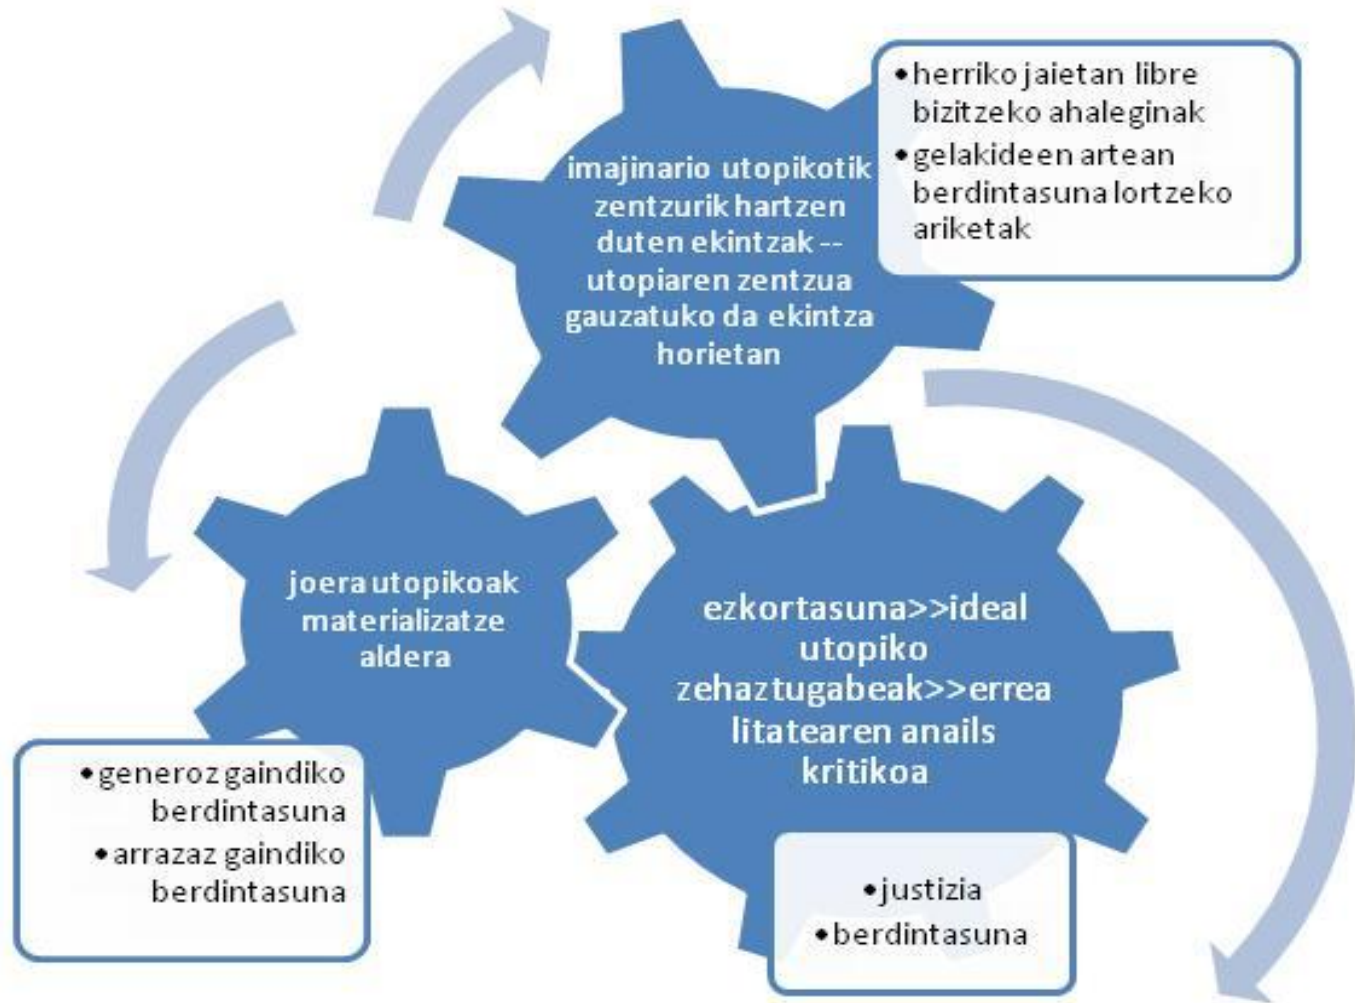 imajinario utopikotik
zentzurik hartzen
duten ekintzak --
utopiaren zentzua
gauzatuko da ekintza
horietan
•herriko jaietan libre
bizitzeko ahaleginak
•gelakideen artean
berdintasuna lortzeko
ariketak
joera utopikoak
materializatze
aldera
•generoz gaindiko
berdintasuna
•arrazaz gaindiko
berdintasuna
ezkortasuna>>ideal
utopiko
zehaztugabeak>>errea
litatearen anails
kritikoa
•justizia
•berdintasuna